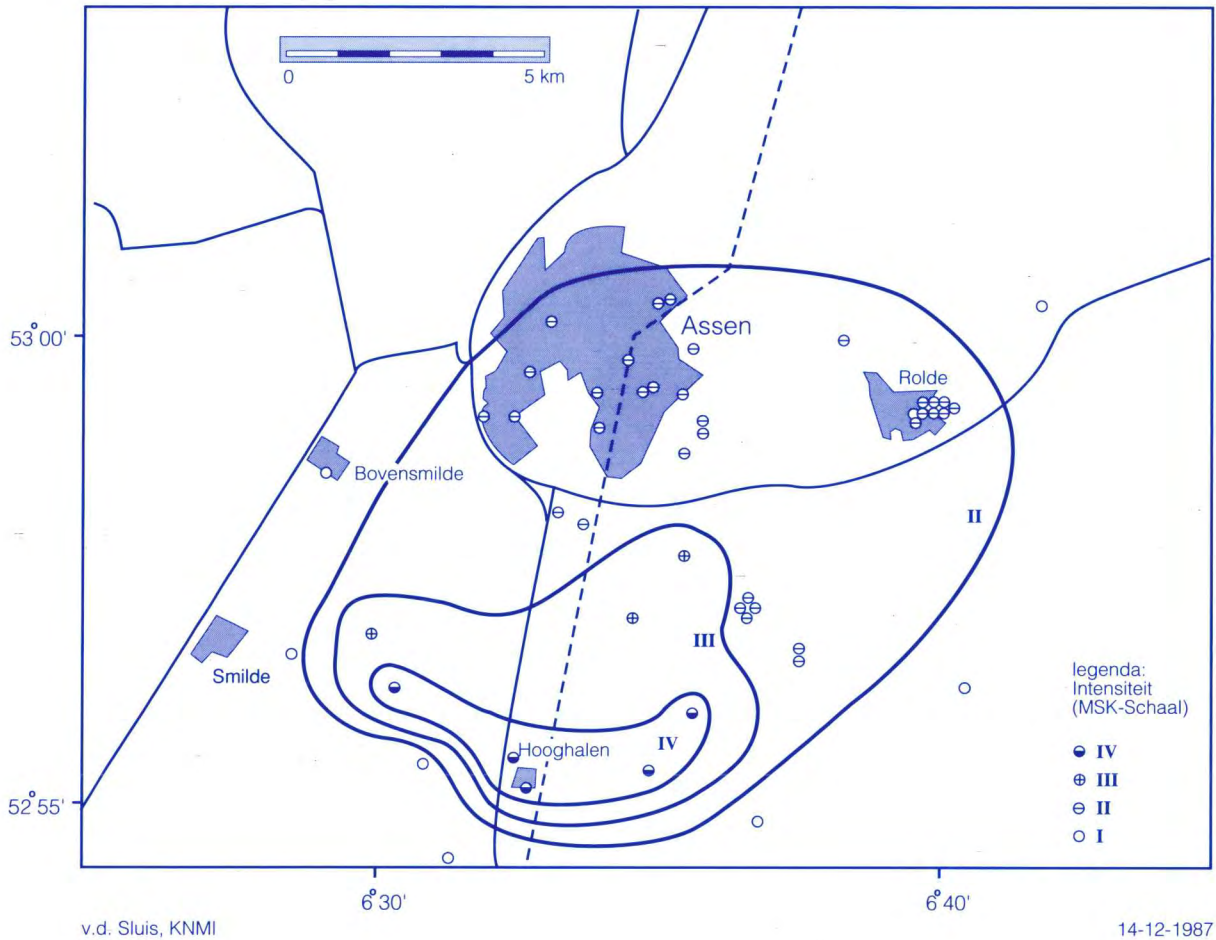 0 5 km
53°00'
Assen
Rolde
Bovensmilde
II
III
Smilde
IV
Hooghalen
legenda:
Intensiteit
(MSK-Schaal)
IV
III
II
I
52°55'
6°30' 6°40'
v.d. Sluis, KNMI 14-12-1987